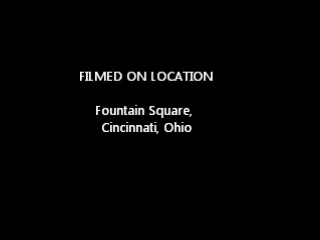 FILMED ON LOCATION
Fountain Square,
Cincinnati, Ohio